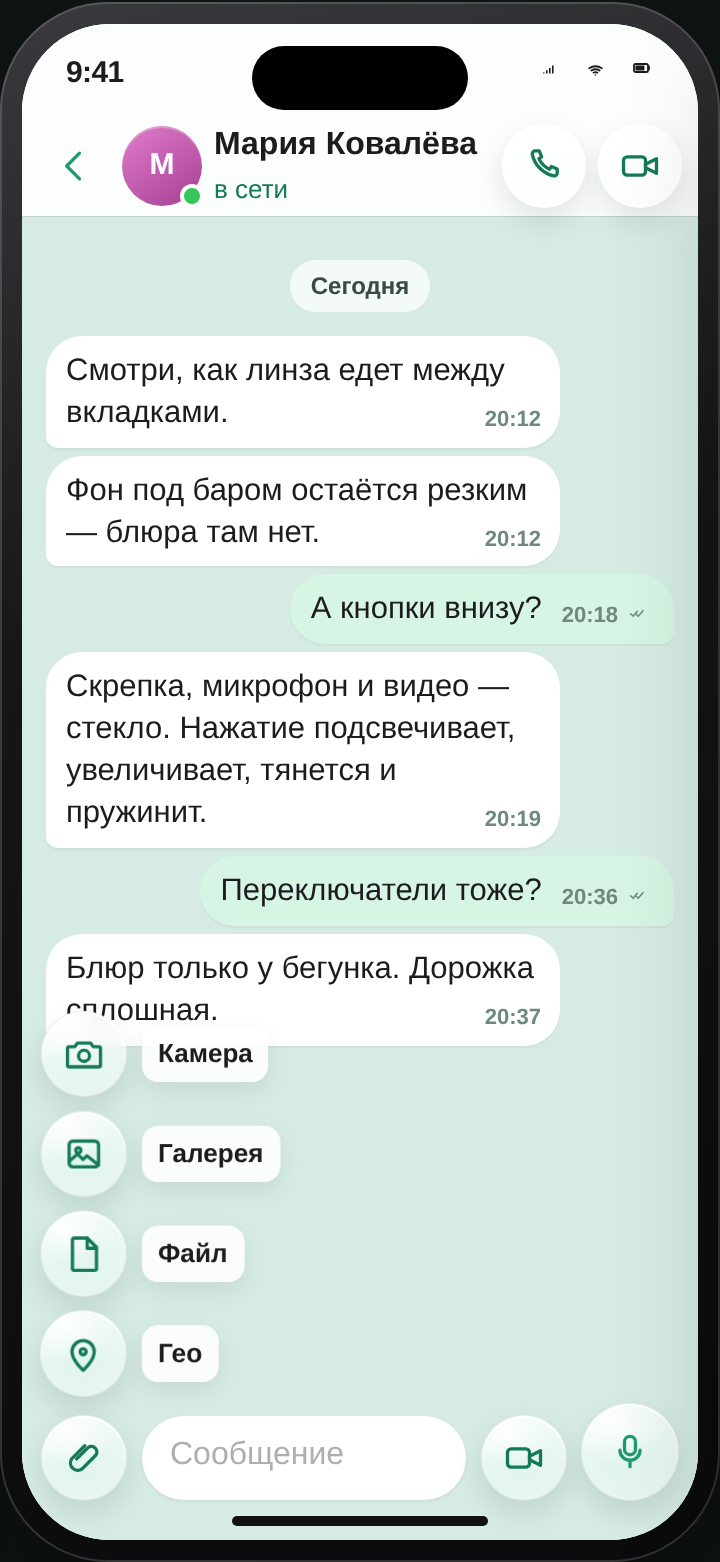 9:41
М
Мария Ковалёва
в сети
Сегодня
Смотри, как линза едет между
вкладками.
20:12
Фон под баром остаётся резким
— блюра там нет.
20:12
А кнопки внизу?
20:18
Скрепка, микрофон и видео —
стекло. Нажатие подсвечивает,
увеличивает, тянется и
пружинит.
20:19
Переключатели тоже?
20:36
Блюр только у бегунка. Дорожка
сплошная.
20:37
Камера
Галерея
Файл
Гео
Сообщение